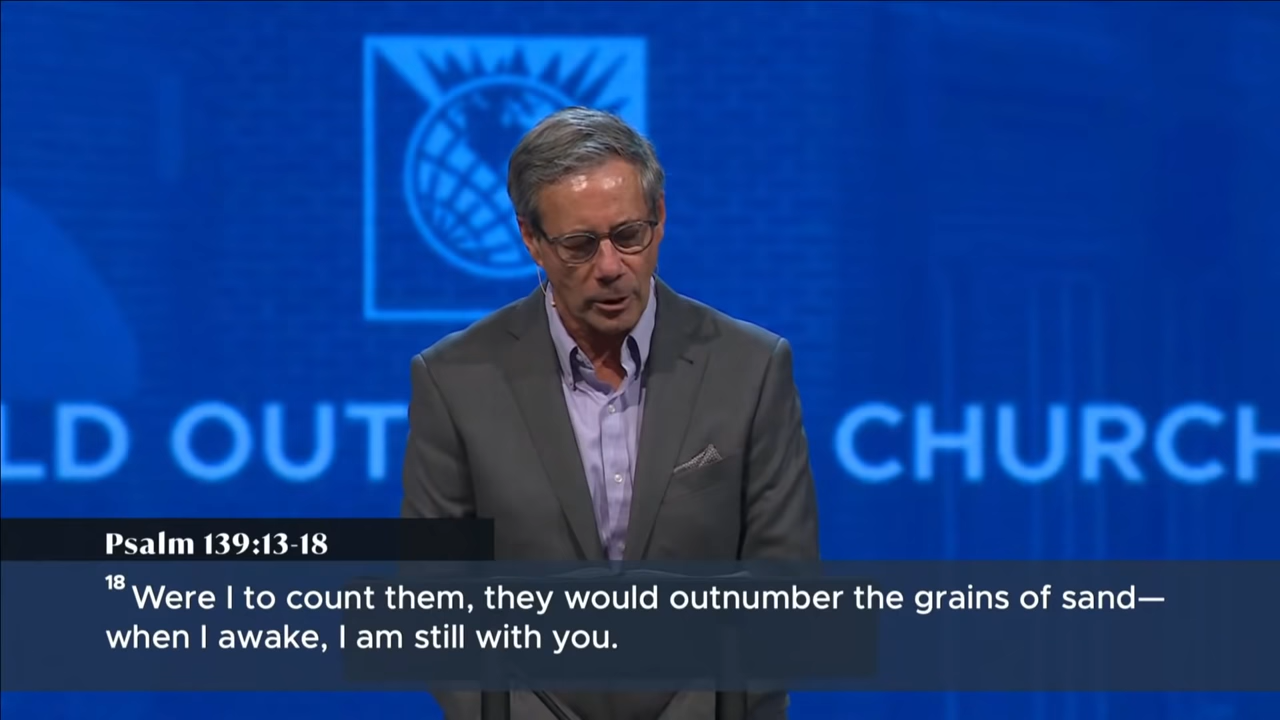 LD OUT CHURCH
Psalm 139:13-18
18 Were I to count them, they would outnumber the grains of sand—
when I awake, I am still with you.